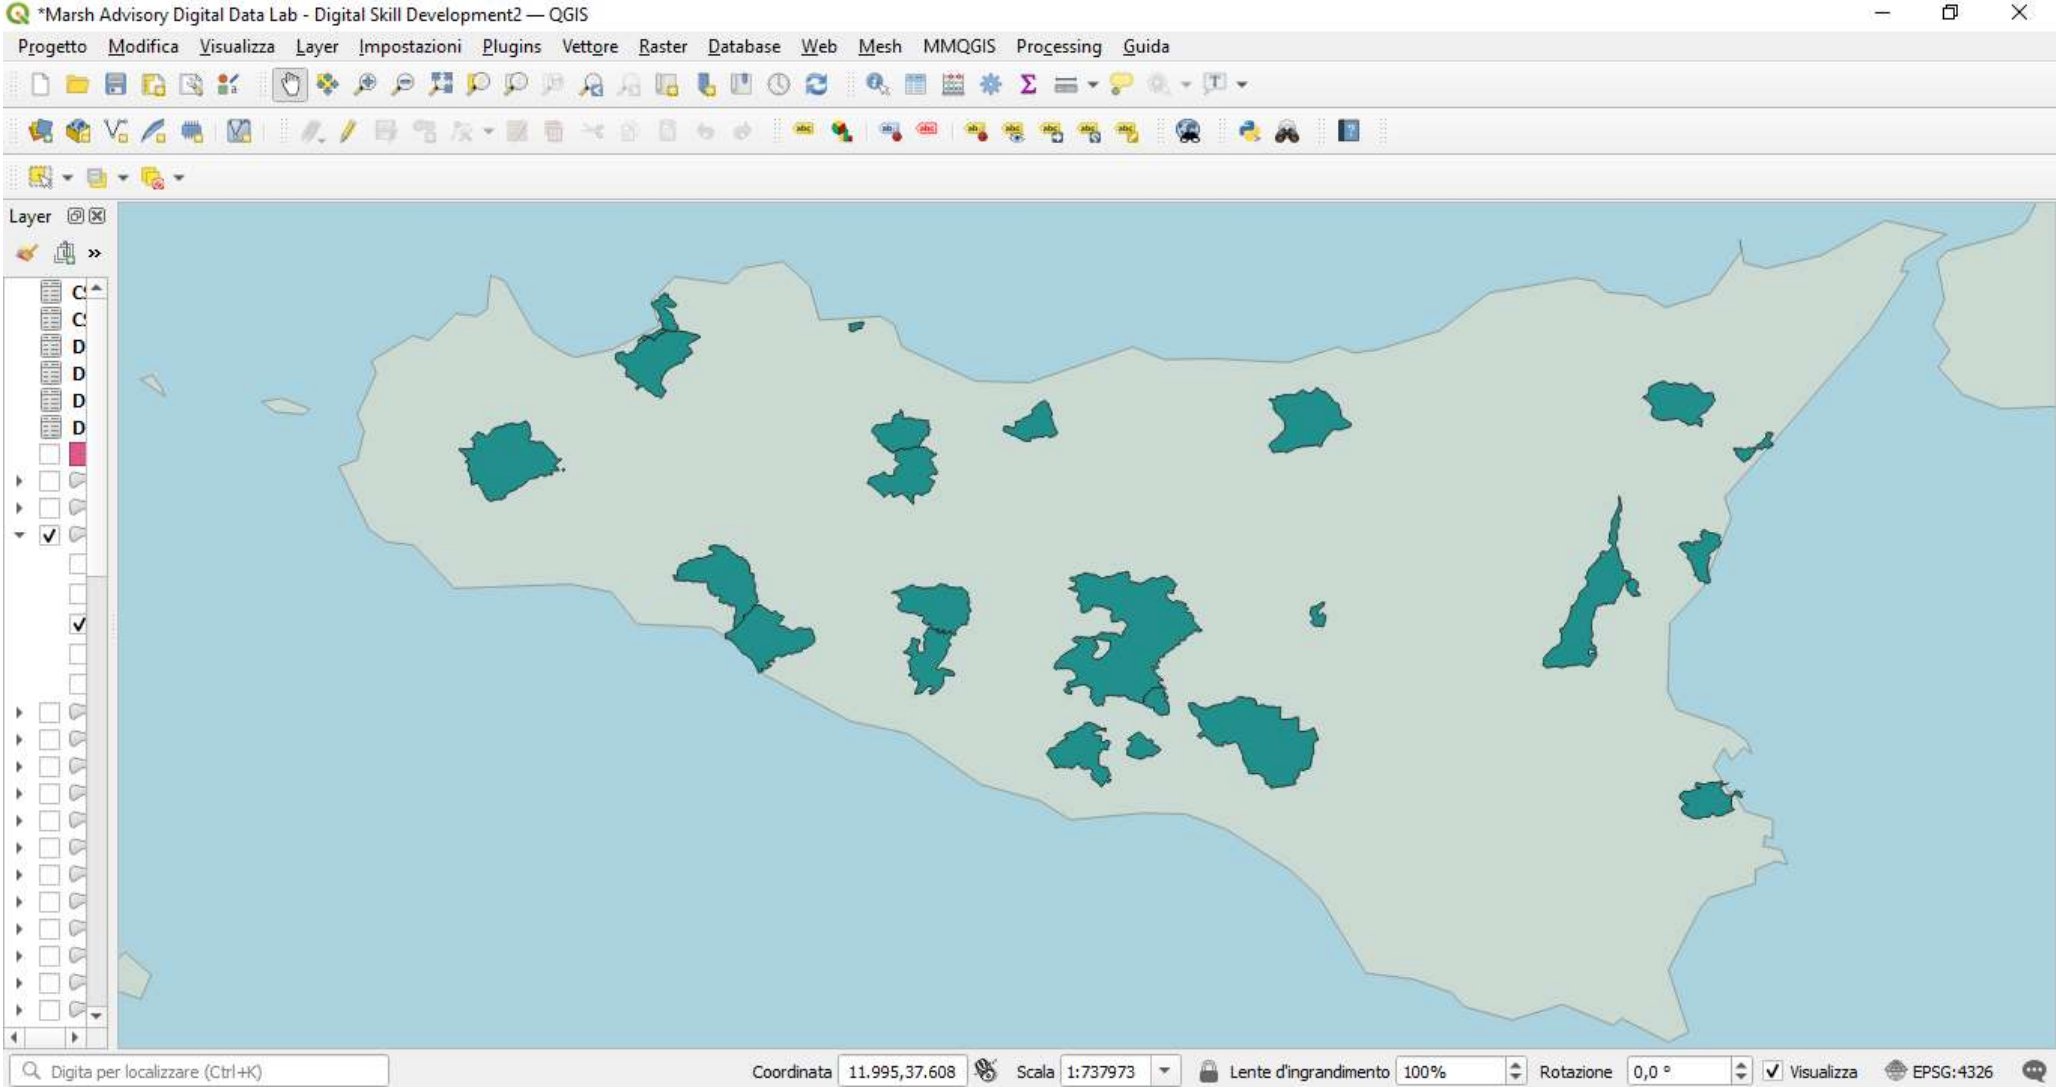 *Marsh Advisory Digital Data Lab - Digital Skill Development2 — QGIS
Progetto Modifica Visualizza Layer Impostazioni Plugins Vettore Raster Database Web Mesh MMQGIS Processing Guida
Layer
D
D
D
D
Digita per localizzare (Ctrl+K) Coordinata 11.995,37.608 Scala 1:737973 Lente d'ingrandimento 100% Rotazione 0,0 ° Visualizza EPSG:4326